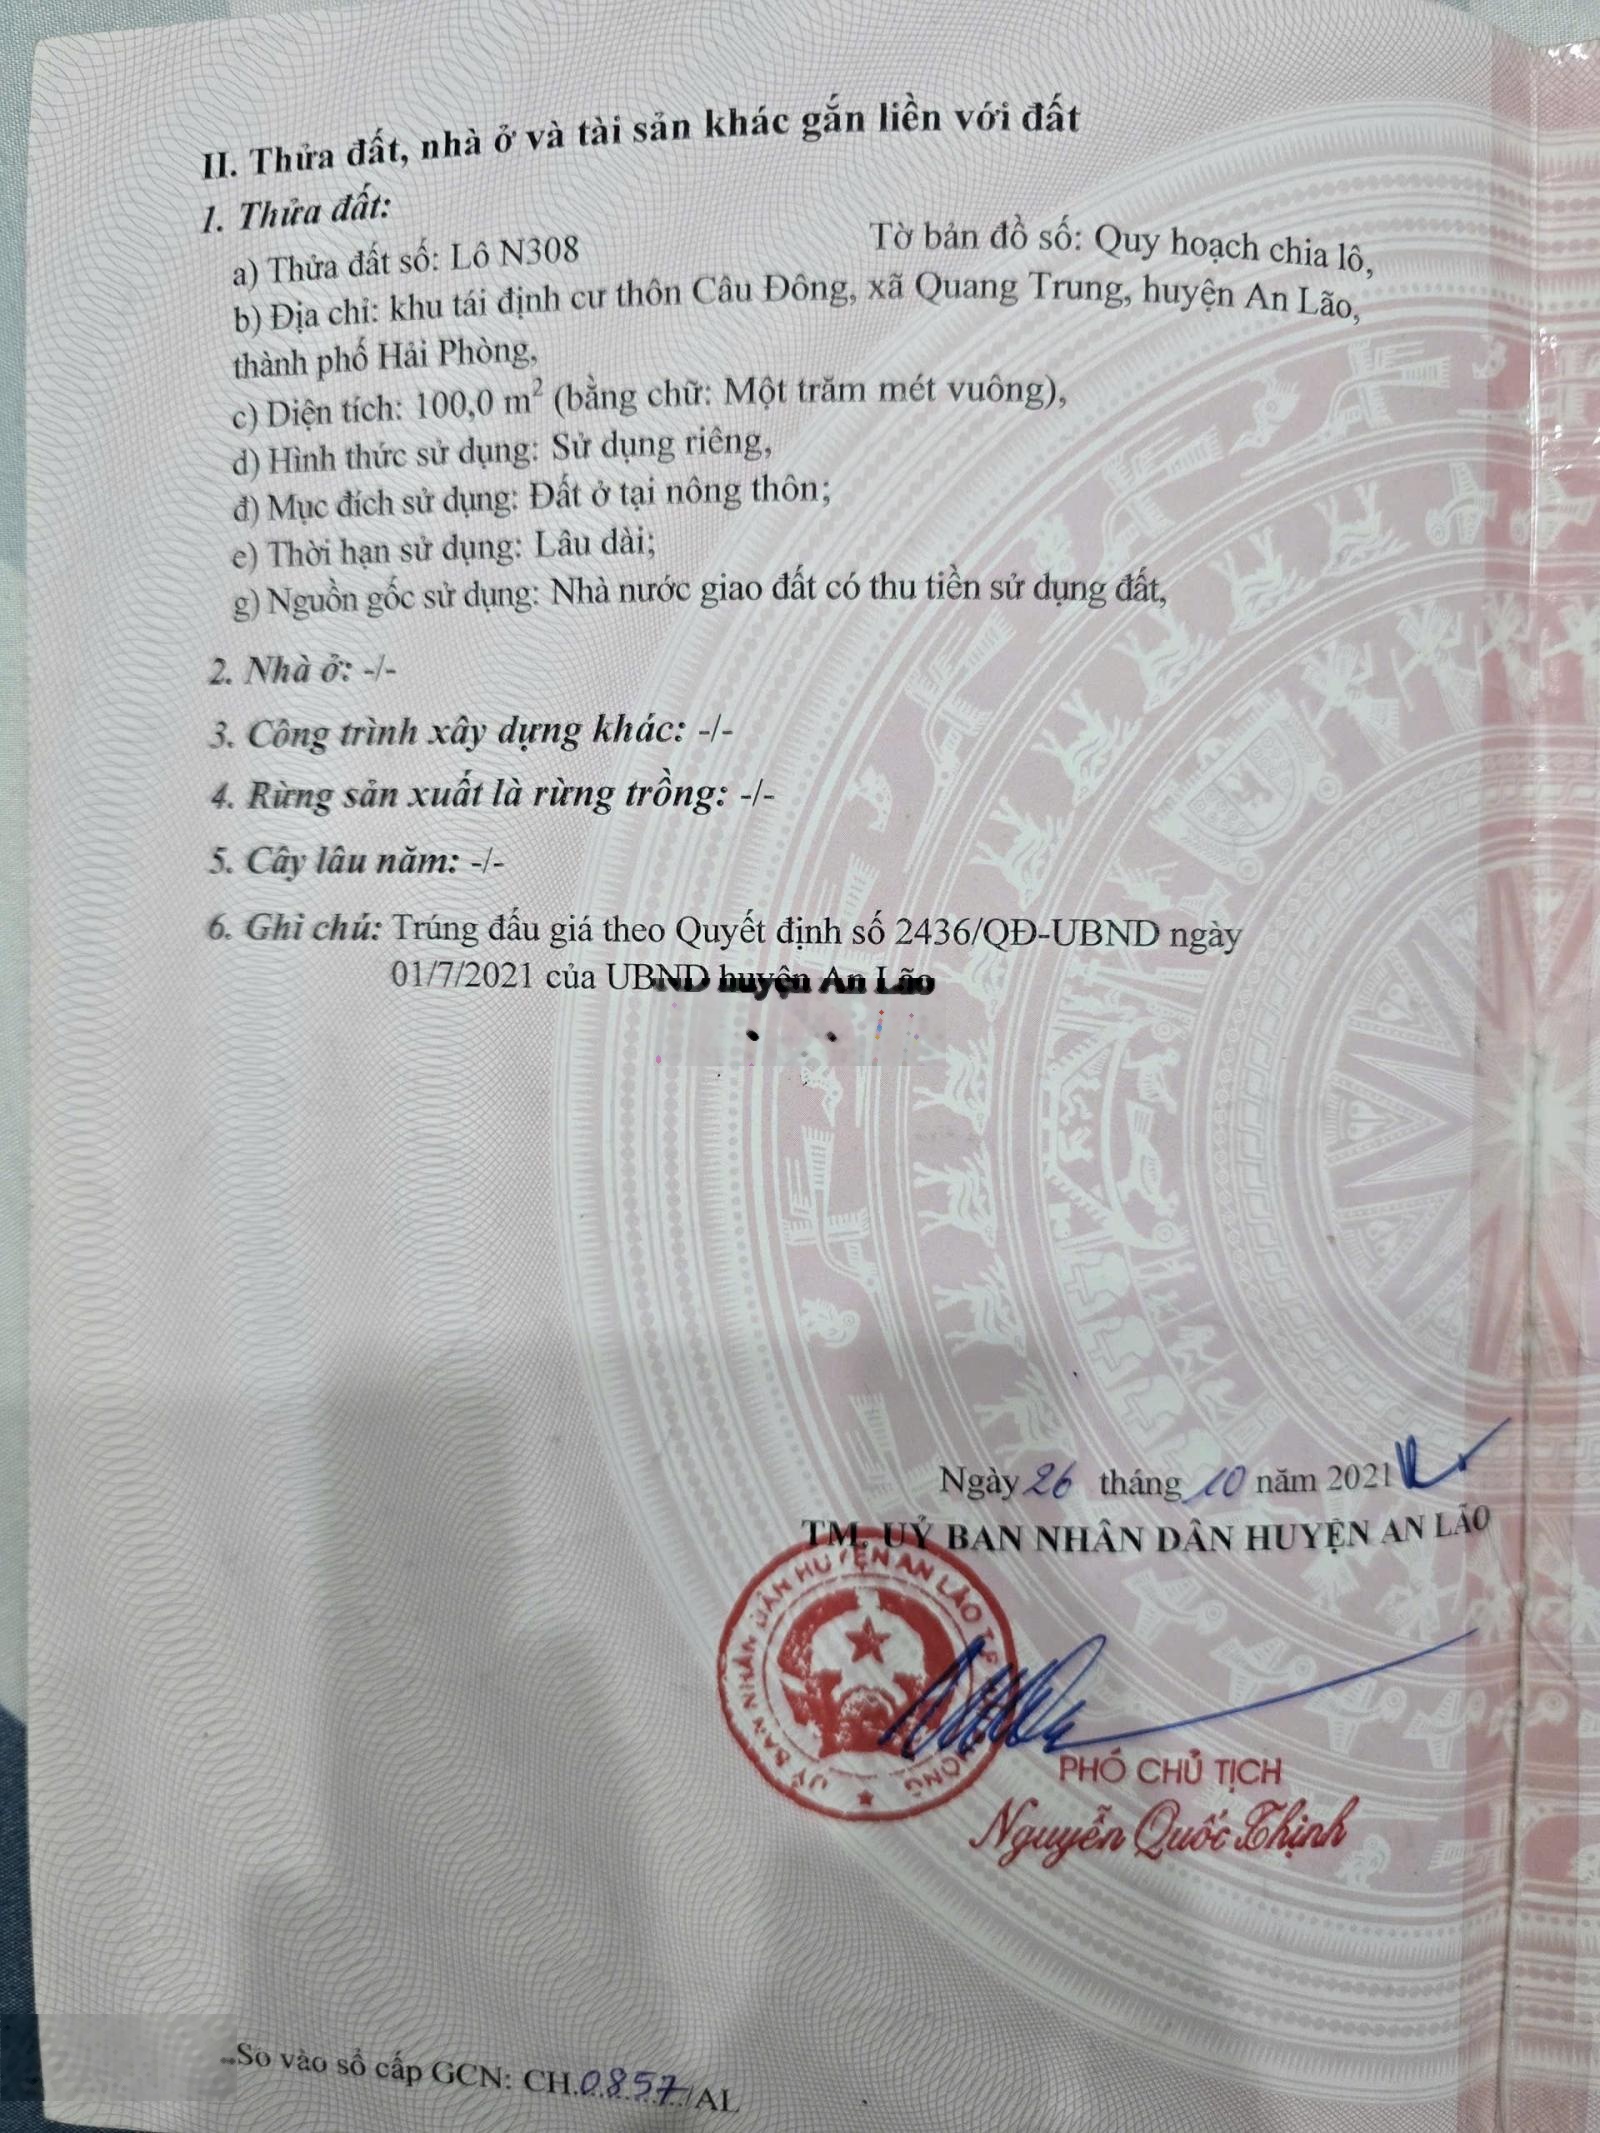 II. Thửa đất, nhà ở và tài sản khác gắn liền với đất
1. Thửa đất:
a) Thửa đất số: Lô N308 Tờ bản đồ số: Quy hoạch chia lô,
b) Địa chỉ: khu tái định cư thôn Câu Đông, xã Quang Trung, huyện An Lão,
thành phố Hải Phòng,
c) Diện tích: 100,0 m² (bằng chữ: Một trăm mét vuông),
d) Hình thức sử dụng: Sử dụng riêng,
đ) Mục đích sử dụng: Đất ở tại nông thôn;
e) Thời hạn sử dụng: Lâu dài;
g) Nguồn gốc sử dụng: Nhà nước giao đất có thu tiền sử dụng đất,
2. Nhà ở: -/-
3. Công trình xây dựng khác: -/-
4. Rừng sản xuất là rừng trồng: -/-
5. Cây lâu năm: -/-
6. Ghi chú: Trúng đấu giá theo Quyết định số 2436/QĐ-UBND ngày
01/7/2021 của UBND huyện An Lão
Ngày 26 tháng 10 năm 2021
TM. UỶ BAN NHÂN DÂN HUYỆN AN LÃO
UỶ BAN NHÂN DÂN HUYỆN AN LÃO
PHÓ CHỦ TỊCH
Nguyễn Quốc Thịnh
Số vào sổ cấp GCN: CH.0857/AL